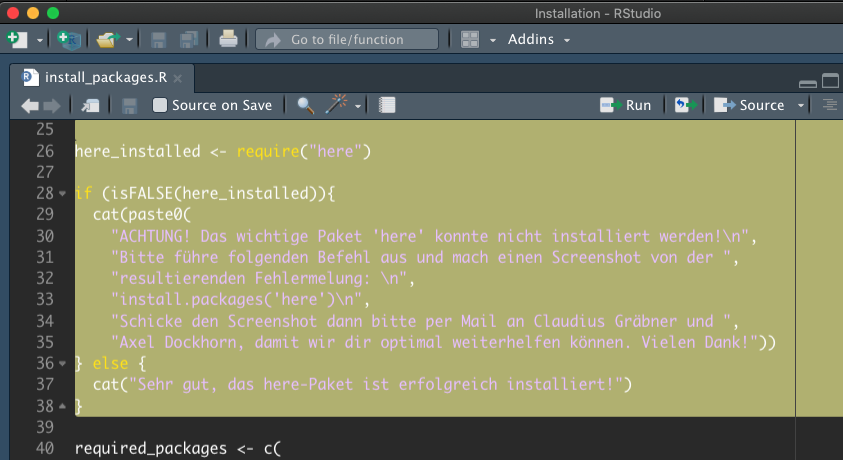 Installation - RStudio
Go to file/function
Addins
install_packages.R
Source on Save
Run
Source
25
26 here_installed <- require("here")
27
28 if (isFALSE(here_installed)){
29 cat(paste0(
30 "ACHTUNG! Das wichtige Paket 'here' konnte nicht installiert werden!\n",
31 "Bitte führe folgenden Befehl aus und mach einen Screenshot von der ",
32 "resultierenden Fehlermelung: \n",
33 "install.packages('here')\n",
34 "Schicke den Screenshot dann bitte per Mail an Claudius Gräbner und ",
35 "Axel Dockhorn, damit wir dir optimal weiterhelfen können. Vielen Dank!"))
36 } else {
37 cat("Sehr gut, das here-Paket ist erfolgreich installiert!")
38 }
39
40 required_packages <- c(